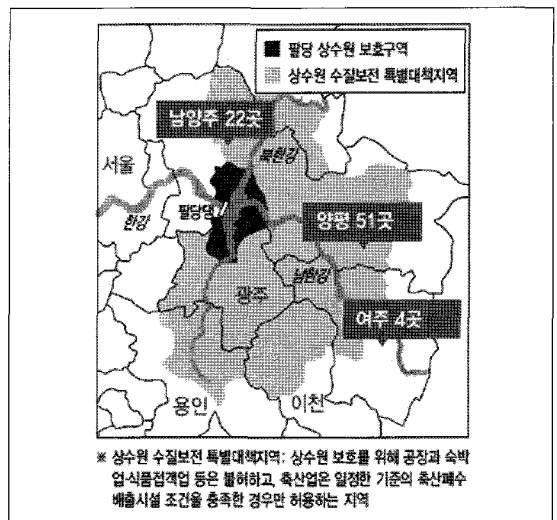 팔당 상수원 보호구역
상수원 수질보전 특별대책지역
남양주 22곳
서울
북한강
한강
팔당댐
양평 51곳
남한강
광주
여주 4곳
용인
이천
※ 상수원 수질보전 특별대책지역: 상수원 보호를 위해 공장과 숙박
업·식품접객업 등은 불허하고, 축산업은 일정한 기준의 축산폐수
배출시설 조건을 충족한 경우만 허용하는 지역